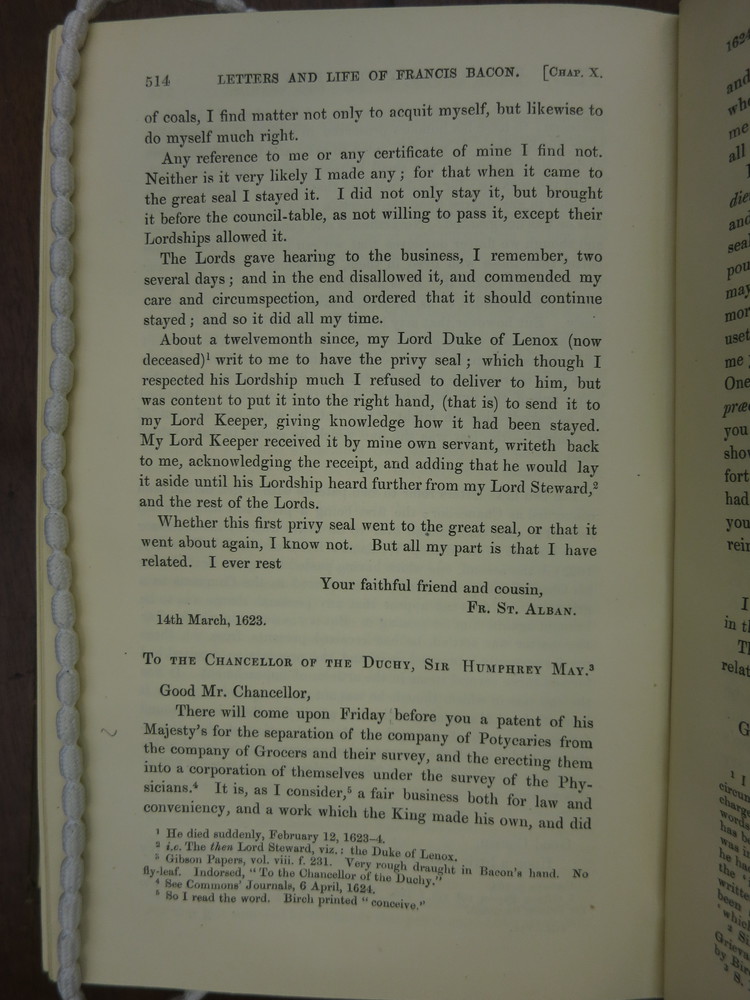 514 LETTERS AND LIFE OF FRANCIS BACON. [CHAP. X.
of coals, I find matter not only to acquit myself, but likewise to
do myself much right.
Any reference to me or any certificate of mine I find not.
Neither is it very likely I made any; for that when it came to
the great seal I stayed it. I did not only stay it, but brought
it before the council-table, as not willing to pass it, except their
Lordships allowed it.
The Lords gave hearing to the business, I remember, two
several days; and in the end disallowed it, and commended my
care and circumspection, and ordered that it should continue
stayed; and so it did all my time.
About a twelvemonth since, my Lord Duke of Lenox (now
deceased)¹ writ to me to have the privy seal; which though I
respected his Lordship much I refused to deliver to him, but
was content to put it into the right hand, (that is) to send it to
my Lord Keeper, giving knowledge how it had been stayed.
My Lord Keeper received it by mine own servant, writeth back
to me, acknowledging the receipt, and adding that he would lay
it aside until his Lordship heard further from my Lord Steward,²
and the rest of the Lords.
Whether this first privy seal went to the great seal, or that it
went about again, I know not. But all my part is that I have
related. I ever rest
Your faithful friend and cousin,
FR. ST. ALBAN.
14th March, 1623.
TO THE CHANCELLOR OF THE DUCHY, SIR HUMPHREY MAY.³
Good Mr. Chancellor,
There will come upon Friday before you a patent of his
Majesty's for the separation of the company of Potycaries from
the company of Grocers and their survey, and the erecting them
into a corporation of themselves under the survey of the Phy-
sicians.⁴ It is, as I consider,⁵ a fair business both for law and
conveniency, and a work which the King made his own, and did
¹ He died suddenly, February 12, 1623-4.
² i.e. The then Lord Steward, viz.: the Duke of Lenox.
³ Gibson Papers, vol. viii. f. 231. Very rough draught in Bacon's hand. No
fly-leaf. Indorsed, "To the Chancellor of the Duchy."
⁴ See Commons' Journals, 6 April, 1624.
⁵ So I read the word. Birch printed "conceive."
1624
and
me
all
and
may
me
One
you
had
you
I
in
G